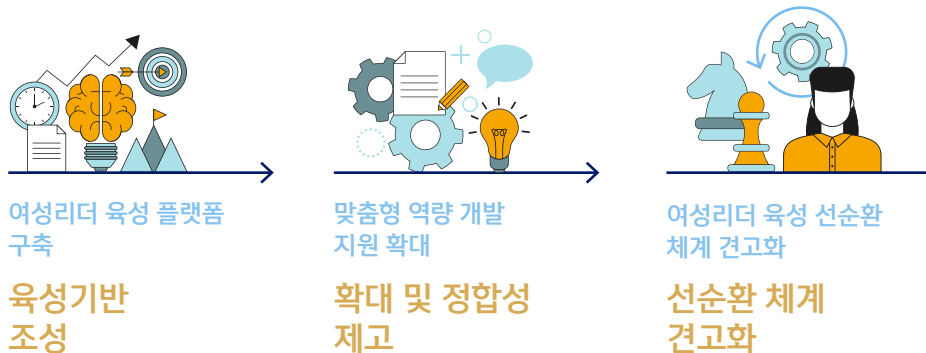 여성리더 육성 플랫폼
구축
육성기반
조성
맞춤형 역량 개발
지원 확대
확대 및 정합성
제고
여성리더 육성 선순환
체계 견고화
선순환 체계
견고화